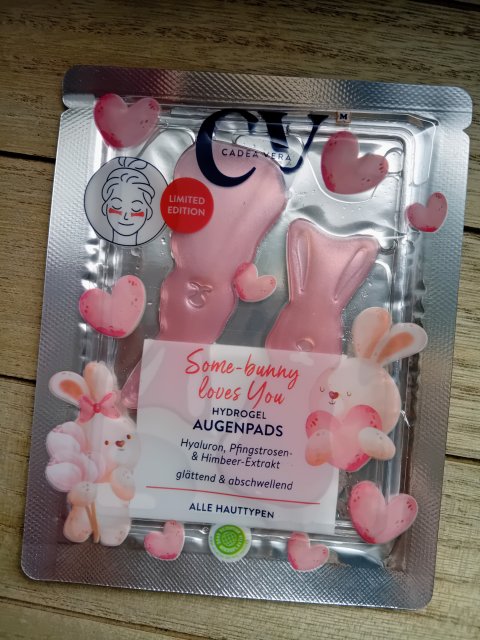 CV
M
CADEA VERA
LIMITED
EDITION
Some-bunny
loves You
HYDROGEL
AUGENPADS
Hyaluron, Pfingstrosen-
& Himbeer-Extrakt
glättend & abschwellend
ALLE HAUTTYPEN